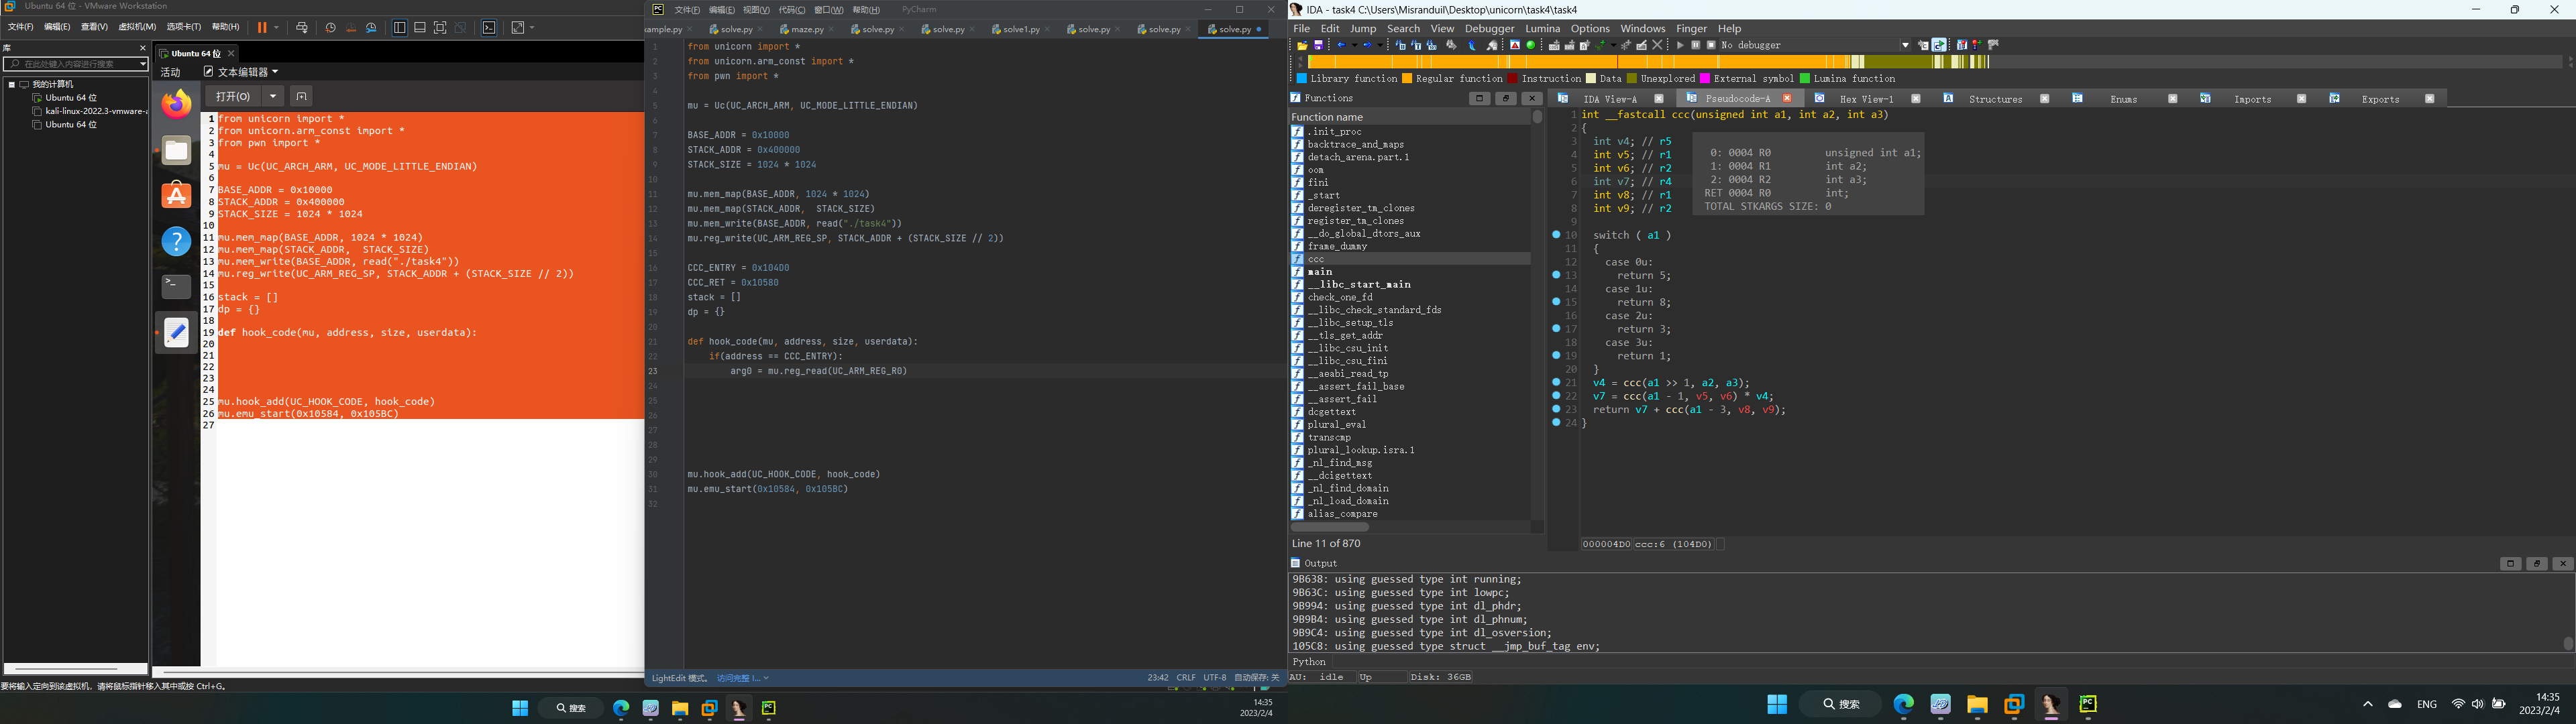 Ubuntu 64 位 - VMware Workstation
文件(F) 编辑(E) 查看(V) 虚拟机(M) 选项卡(T) 帮助(H)
库
在此处键入内容进行搜索
我的计算机
Ubuntu 64 位
kali-linux-2022.3-vmware-a
Ubuntu 64 位
Ubuntu 64 位
活动
文本编辑器
打开(O)
1 from unicorn import *
2 from unicorn.arm_const import *
3 from pwn import *
4
5 mu = Uc(UC_ARCH_ARM, UC_MODE_LITTLE_ENDIAN)
6
7 BASE_ADDR = 0x10000
8 STACK_ADDR = 0x400000
9 STACK_SIZE = 1024 * 1024
10
11 mu.mem_map(BASE_ADDR, 1024 * 1024)
12 mu.mem_map(STACK_ADDR,  STACK_SIZE)
13 mu.mem_write(BASE_ADDR, read("./task4"))
14 mu.reg_write(UC_ARM_REG_SP, STACK_ADDR + (STACK_SIZE // 2))
15
16 stack = []
17 dp = {}
18
19 def hook_code(mu, address, size, userdata):
20
21
22
23
24
25 mu.hook_add(UC_HOOK_CODE, hook_code)
26 mu.emu_start(0x10584, 0x105BC)
27
要将输入定向到该虚拟机，请将鼠标指针移入其中或按 Ctrl+G。
文件(F) 编辑(E) 视图(V) 代码(C) 窗口(W) 帮助(H) PyCharm
example.py solve.py maze.py solve.py solve.py solve1.py solve.py solve.py solve.py
1 from unicorn import *
2 from unicorn.arm_const import *
3 from pwn import *
4
5 mu = Uc(UC_ARCH_ARM, UC_MODE_LITTLE_ENDIAN)
6
7 BASE_ADDR = 0x10000
8 STACK_ADDR = 0x400000
9 STACK_SIZE = 1024 * 1024
10
11 mu.mem_map(BASE_ADDR, 1024 * 1024)
12 mu.mem_map(STACK_ADDR,  STACK_SIZE)
13 mu.mem_write(BASE_ADDR, read("./task4"))
14 mu.reg_write(UC_ARM_REG_SP, STACK_ADDR + (STACK_SIZE // 2))
15
16 CCC_ENTRY = 0x104D0
17 CCC_RET = 0x10580
18 stack = []
19 dp = {}
20
21 def hook_code(mu, address, size, userdata):
22 if(address == CCC_ENTRY):
23 arg0 = mu.reg_read(UC_ARM_REG_R0)
24
25
26
27
28
29
30 mu.hook_add(UC_HOOK_CODE, hook_code)
31 mu.emu_start(0x10584, 0x105BC)
32
LightEdit 模式。 访问完整 I...
23:42 CRLF UTF-8 自动保存: 关
搜索
14:35
2023/2/4
IDA - task4 C:\Users\Misranduil\Desktop\unicorn\task4\task4
File Edit Jump Search View Debugger Lumina Options Windows Finger Help
No debugger
Library function Regular function Instruction Data Unexplored External symbol Lumina function
Functions
Function name
.init_proc
backtrace_and_maps
detach_arena.part.1
oom
fini
_start
deregister_tm_clones
register_tm_clones
__do_global_dtors_aux
frame_dummy
ccc
main
__libc_start_main
check_one_fd
__libc_check_standard_fds
__libc_setup_tls
__tls_get_addr
__libc_csu_init
__libc_csu_fini
__aeabi_read_tp
__assert_fail_base
__assert_fail
dcgettext
plural_eval
transcmp
plural_lookup.isra.1
_nl_find_msg
__dcigettext
_nl_find_domain
_nl_load_domain
alias_compare
Line 11 of 870
IDA View-A Pseudocode-A Hex View-1 Structures Enums Imports Exports
1 int __fastcall ccc(unsigned int a1, int a2, int a3)
2 {
3 int v4; // r5
4 int v5; // r1
5 int v6; // r2
6 int v7; // r4
7 int v8; // r1
8 int v9; // r2
9
10 switch ( a1 )
11 {
12 case 0u:
13 return 5;
14 case 1u:
15 return 8;
16 case 2u:
17 return 3;
18 case 3u:
19 return 1;
20 }
21 v4 = ccc(a1 >> 1, a2, a3);
22 v7 = ccc(a1 - 1, v5, v6) * v4;
23 return v7 + ccc(a1 - 3, v8, v9);
24 }
0: 0004 R0 unsigned int a1;
1: 0004 R1 int a2;
2: 0004 R2 int a3;
RET 0004 R0 int;
TOTAL STKARGS SIZE: 0
000004D0 ccc:6 (104D0)
Output
9B638: using guessed type int running;
9B63C: using guessed type int lowpc;
9B994: using guessed type int dl_phdr;
9B9B4: using guessed type int dl_phnum;
9B9C4: using guessed type int dl_osversion;
105C8: using guessed type struct __jmp_buf_tag env;
Python
AU: idle Up Disk: 36GB
搜索
ENG
14:35
2023/2/4